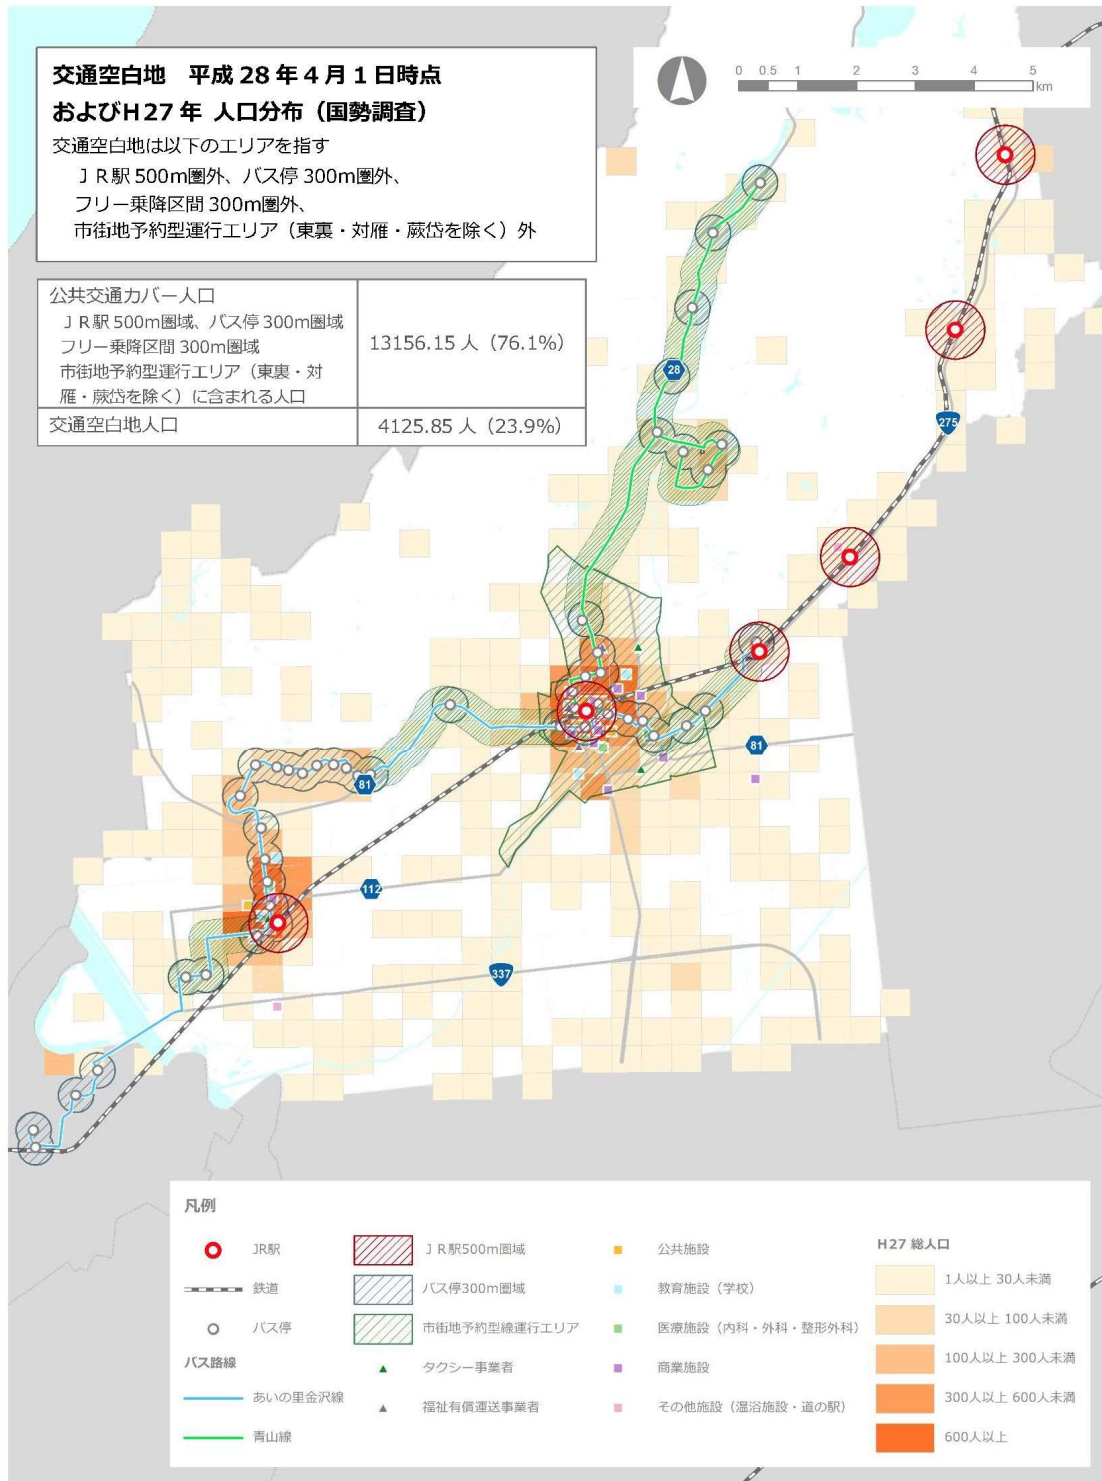 交通空白地 平成 28 年 4 月 1 日時点
およびH27 年 人口分布（国勢調査）
交通空白地は以下のエリアを指す
ＪＲ駅 500m圏外、バス停 300m圏外、
フリー乗降区間 300m圏外、
市街地予約型運行エリア（東裏・対雁・蕨岱を除く）外
0 0.5 1 2 3 4 5
km
公共交通カバー人口
ＪＲ駅 500m圏域、バス停 300m圏域
フリー乗降区間 300m圏域
市街地予約型運行エリア（東裏・対
雁・蕨岱を除く）に含まれる人口
13156.15 人（76.1%）
交通空白地人口
4125.85 人（23.9%）
28
275
81
81
112
337
凡例
JR駅
鉄道
バス停
バス路線
あいの里金沢線
青山線
ＪＲ駅500m圏域
バス停300m圏域
市街地予約型線運行エリア
タクシー事業者
福祉有償運送事業者
公共施設
教育施設（学校）
医療施設（内科・外科・整形外科）
商業施設
その他施設（温浴施設・道の駅）
H27 総人口
1人以上 30人未満
30人以上 100人未満
100人以上 300人未満
300人以上 600人未満
600人以上